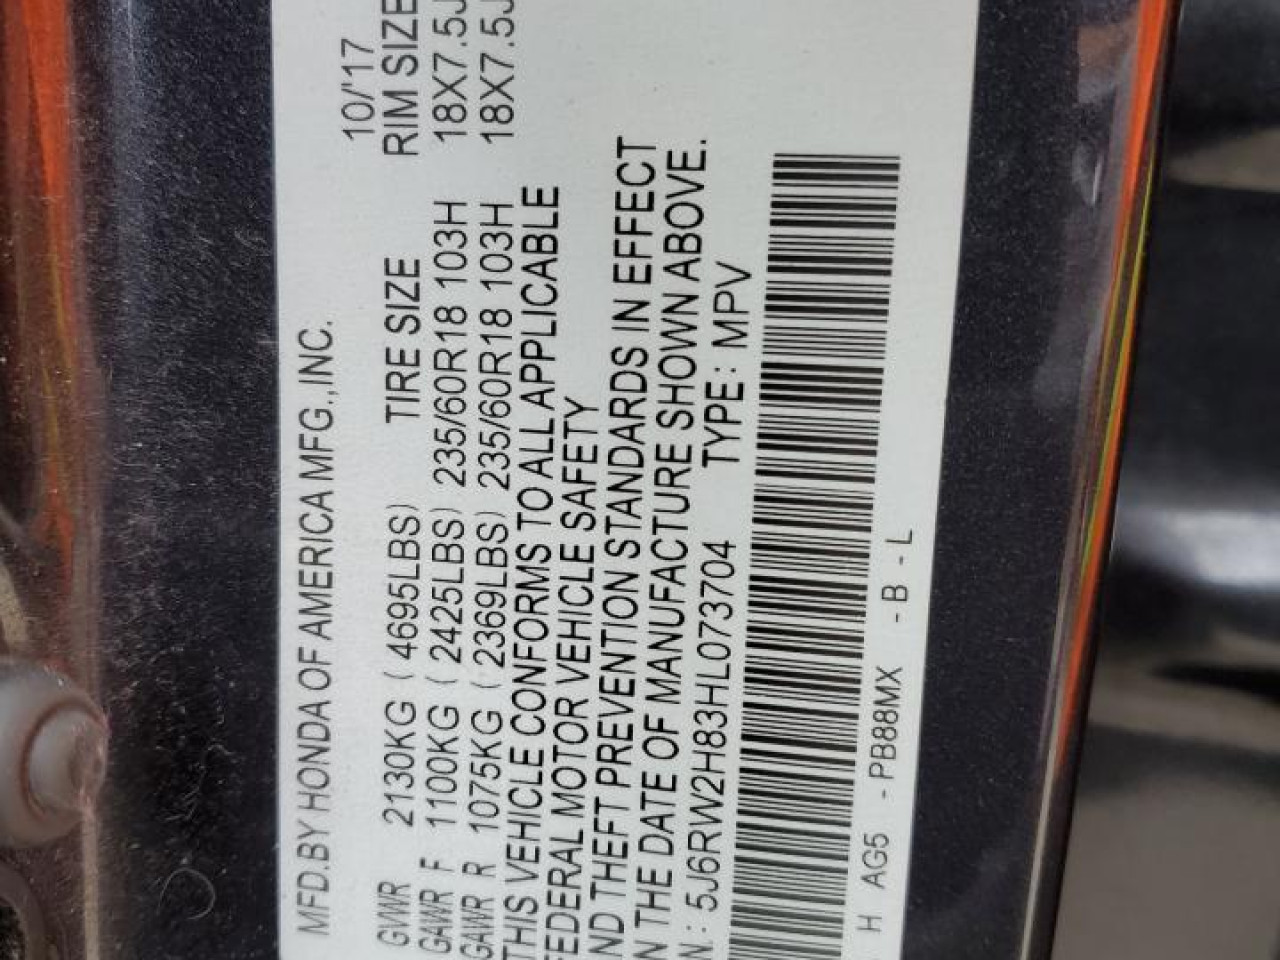 MFD.BY HONDA OF AMERICA MFG.,INC. 10/'17
GVWR 2130KG ( 4695LBS) TIRE SIZE RIM SIZE
GAWR F 1100KG ( 2425LBS) 235/60R18 103H 18X7.5J
GAWR R 1075KG ( 2369LBS) 235/60R18 103H 18X7.5J
THIS VEHICLE CONFORMS TO ALL APPLICABLE
FEDERAL MOTOR VEHICLE SAFETY
ND THEFT PREVENTION STANDARDS IN EFFECT
N THE DATE OF MANUFACTURE SHOWN ABOVE.
N.: 5J6RW2H83HL073704 TYPE : MPV
H AG5 - PB88MX - B - L